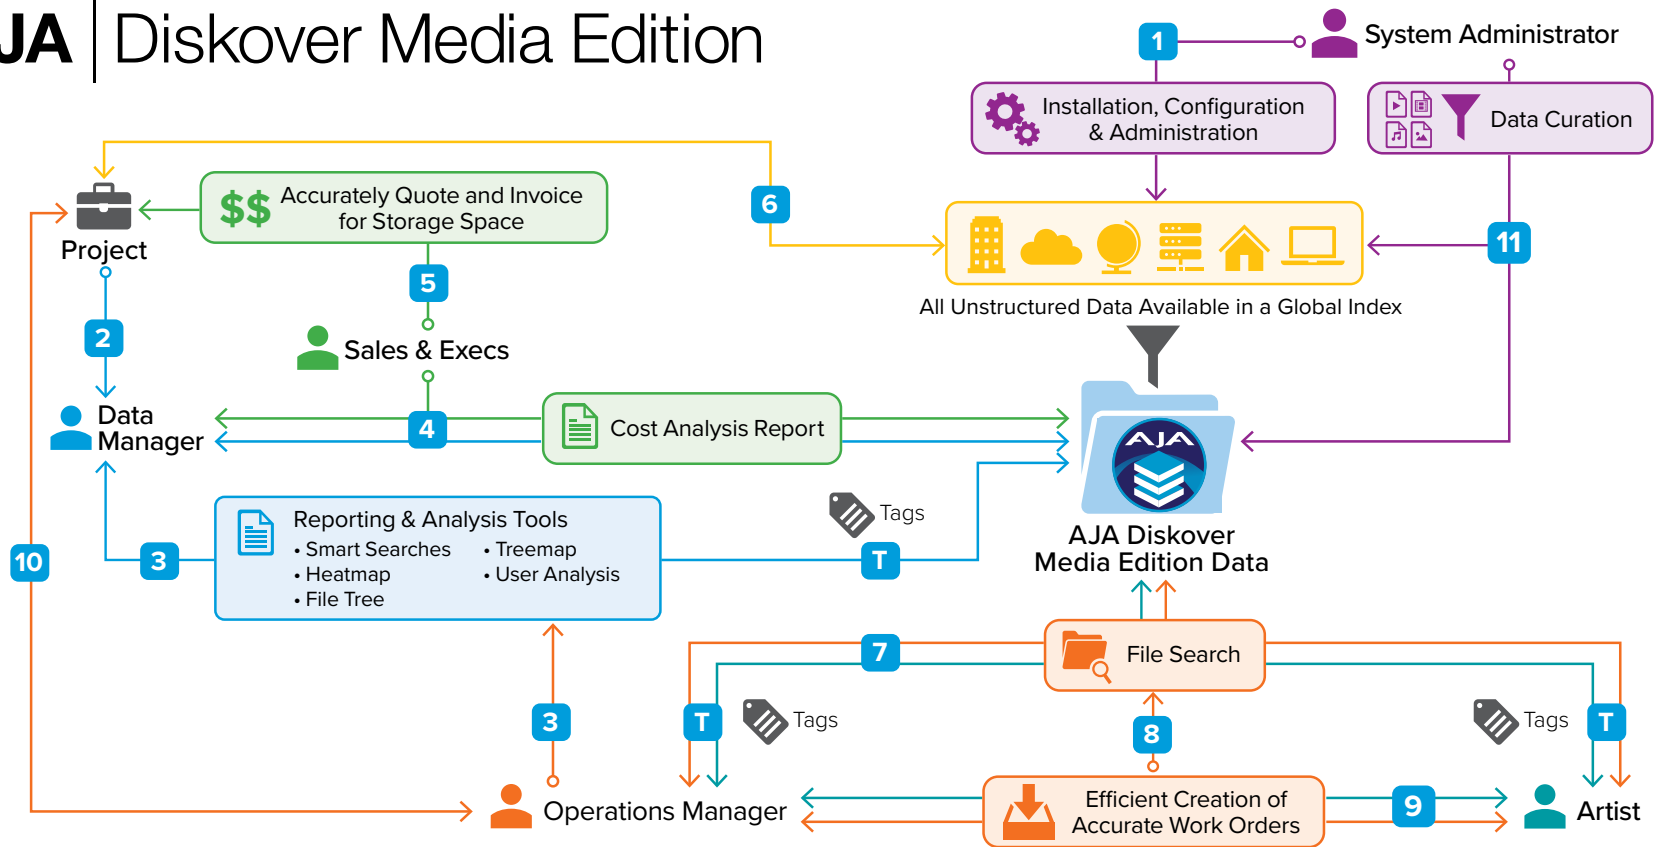 JA | Diskover Media Edition
1
System Administrator
Installation, Configuration
& Administration
Data Curation
$$
Accurately Quote and Invoice
for Storage Space
6
11
Project
5
All Unstructured Data Available in a Global Index
2
Sales & Execs
Data
Manager
4
Cost Analysis Report
AJA
Reporting & Analysis Tools
• Smart Searches
• Heatmap
• File Tree
• Treemap
• User Analysis
Tags
T
3
10
AJA Diskover
Media Edition Data
7
File Search
3
T
Tags
8
Tags
T
Operations Manager
Efficient Creation of
Accurate Work Orders
9
Artist